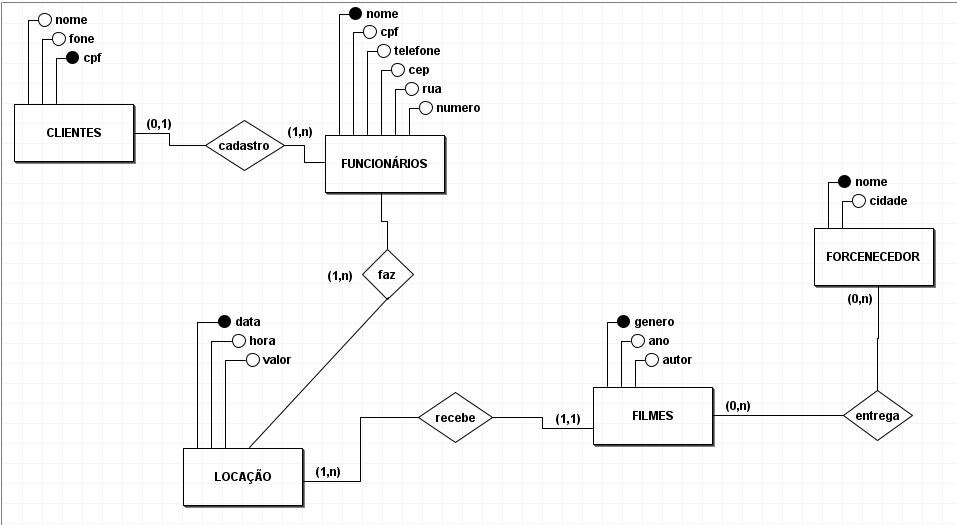 nome
fone
cpf
CLIENTES
(0,1)
cadastro
(1,n)
nome
cpf
telefone
cep
rua
numero
FUNCIONÁRIOS
(1,n)
faz
nome
cidade
FORCENECEDOR
(0,n)
data
hora
valor
LOCAÇÃO
(1,n)
recebe
(1,1)
genero
ano
autor
FILMES
(0,n)
entrega